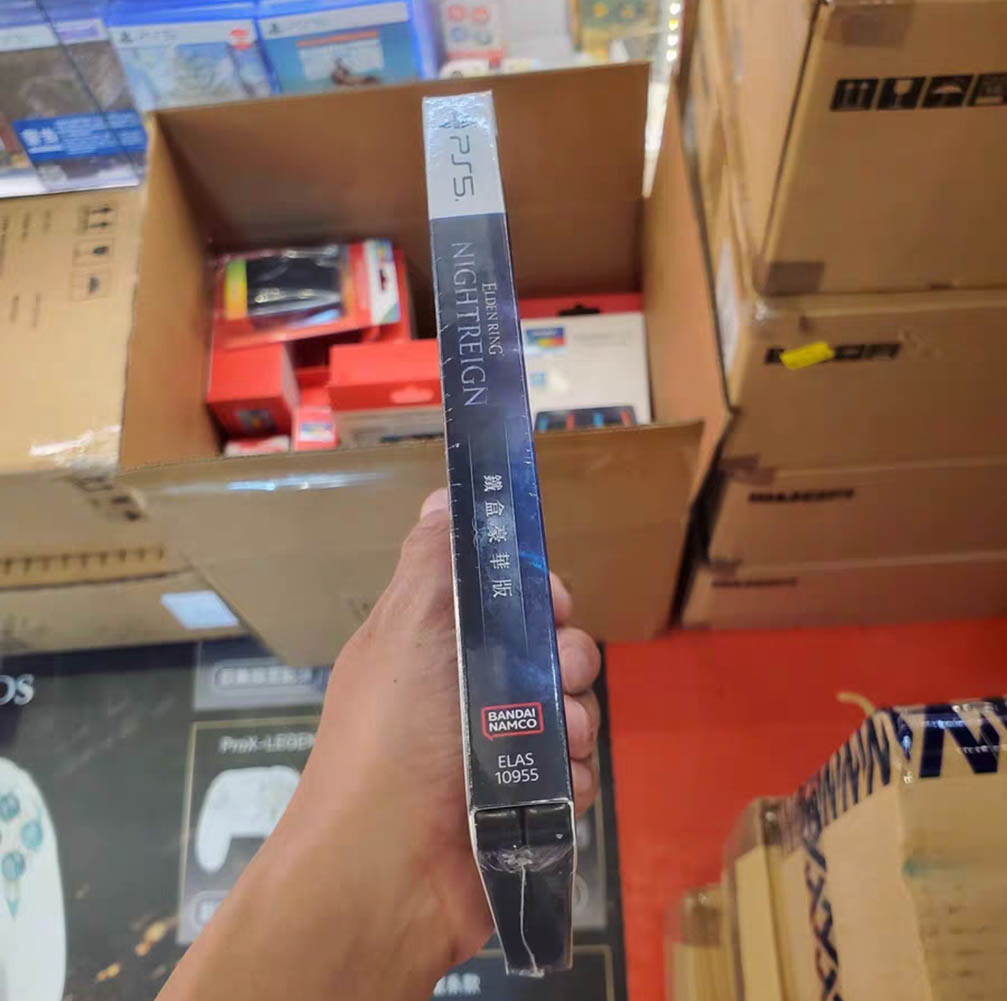 PS5
ELDEN RING
NIGHTREIGN
鐵盒豪華版
BANDAI
NAMCO
ELAS
10955